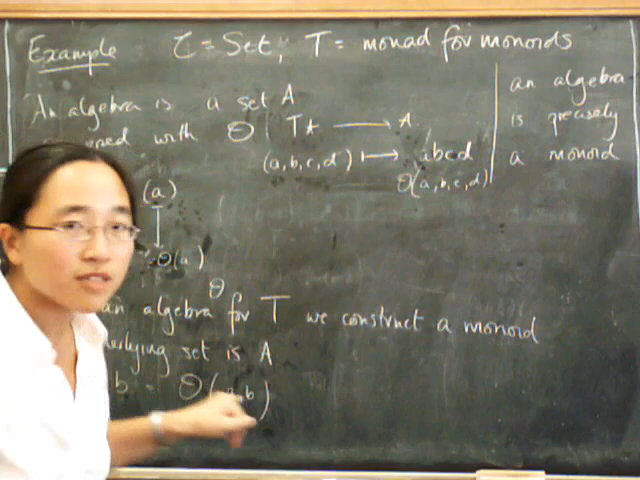 Example τ = Set, T = monad for monoids
An algebra is a set A
with θ TA → A
(a, b, c, d) ↦ abcd
θ(a, b, c, d)
an algebra
is precisely
a monoid
(a)
θ(a)
an algebra θ for T we construct a monoid
set is A
b = θ(a, b)